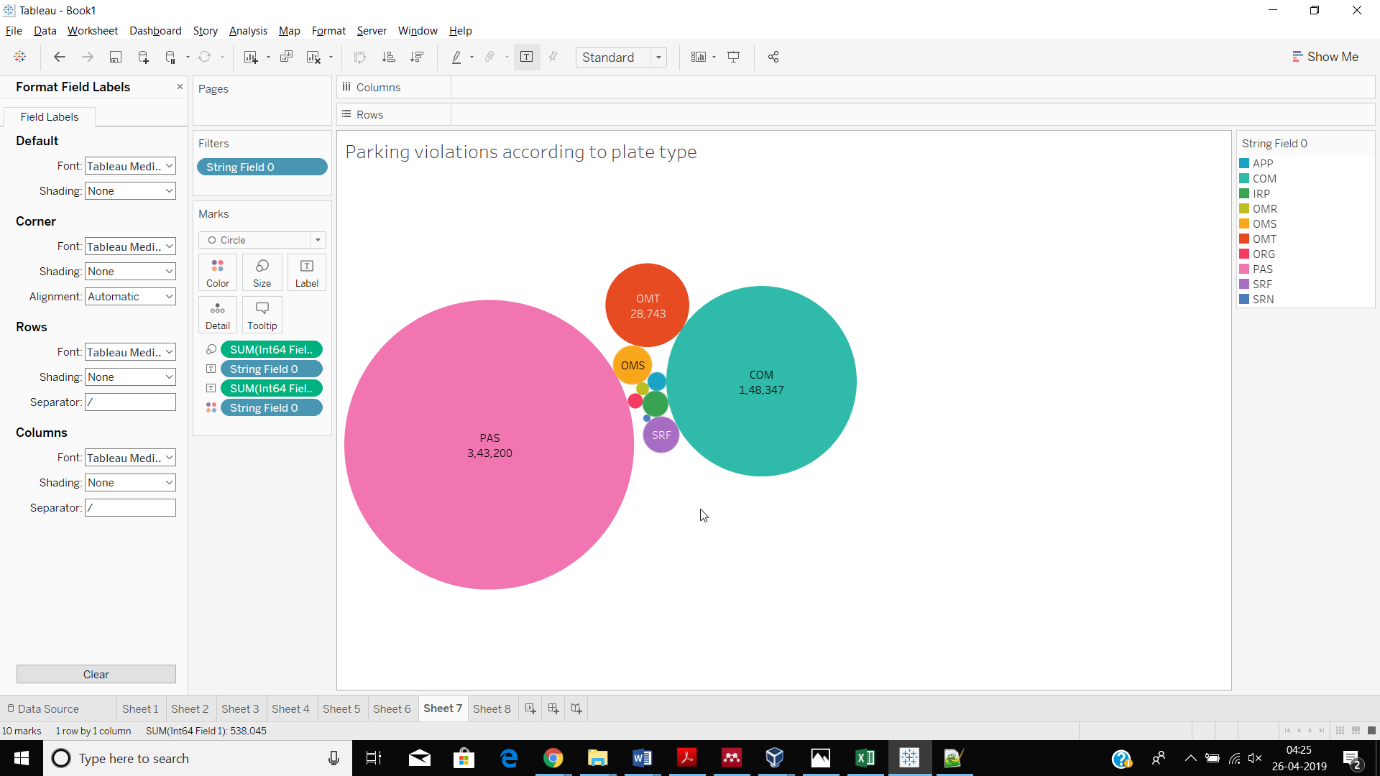 Tableau - Book1
File Data Worksheet Dashboard Story Analysis Map Format Server Window Help
Standard
Show Me
Format Field Labels
Field Labels
Default
Font: Tableau Medi..
Shading: None
Corner
Font: Tableau Medi..
Shading: None
Alignment: Automatic
Rows
Font: Tableau Medi..
Shading: None
Separator: /
Columns
Font: Tableau Medi..
Shading: None
Separator: /
Clear
Pages
Filters
String Field 0
Marks
Circle
Color Size Label
Detail Tooltip
SUM(Int64 Fiel..
String Field 0
SUM(Int64 Fiel..
String Field 0
Columns
Rows
Parking violations according to plate type
OMT
28,743
OMS
COM
1,48,347
PAS
3,43,200
SRF
String Field 0
APP
COM
IRP
OMR
OMS
OMT
ORG
PAS
SRF
SRN
Data Source Sheet 1 Sheet 2 Sheet 3 Sheet 4 Sheet 5 Sheet 6 Sheet 7 Sheet 8
10 marks 1 row by 1 column SUM(Int64 Field 1): 538,045
Type here to search
04:25
26-04-2019
2